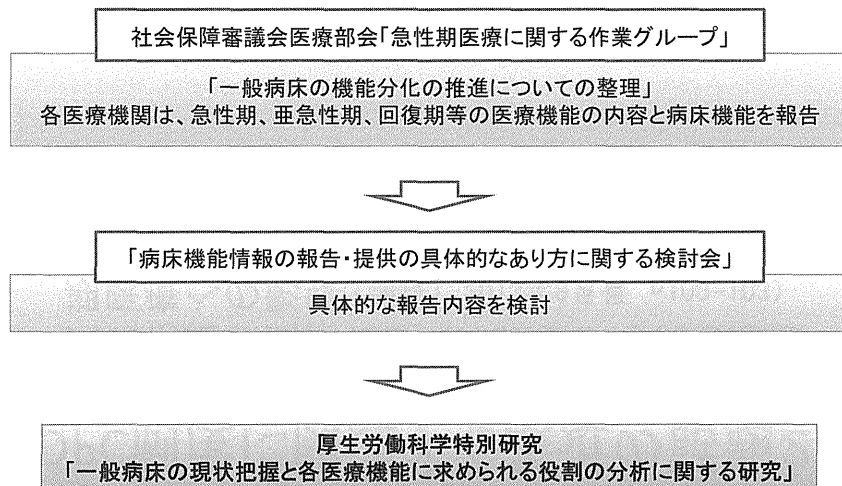 社会保障審議会医療部会「急性期医療に関する作業グループ」
「一般病床の機能分化の推進についての整理」
各医療機関は、急性期、亜急性期、回復期等の医療機能の内容と病床機能を報告
「病床機能情報の報告・提供の具体的なあり方に関する検討会」
具体的な報告内容を検討
厚生労働科学特別研究
「一般病床の現状把握と各医療機能に求められる役割の分析に関する研究」